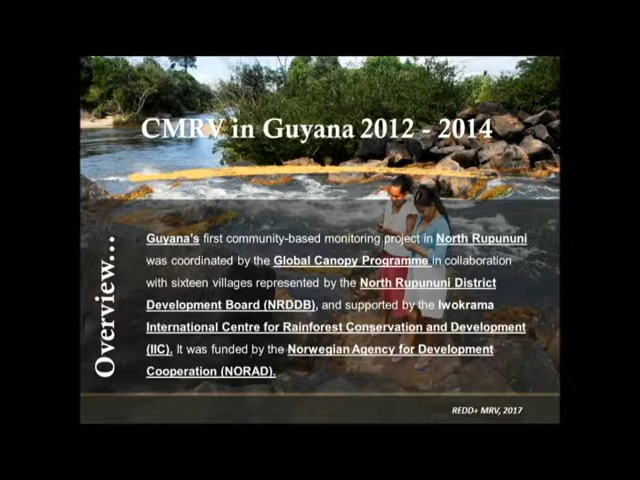 CMRV in Guyana 2012 - 2014
Overview...
Guyana's first community-based monitoring project in North Rupununi
was coordinated by the Global Canopy Programme in collaboration
with sixteen villages represented by the North Rupununi District
Development Board (NRDDB), and supported by the Iwokrama
International Centre for Rainforest Conservation and Development
(IIC). It was funded by the Norwegian Agency for Development
Cooperation (NORAD).
REDD+ MRV, 2017